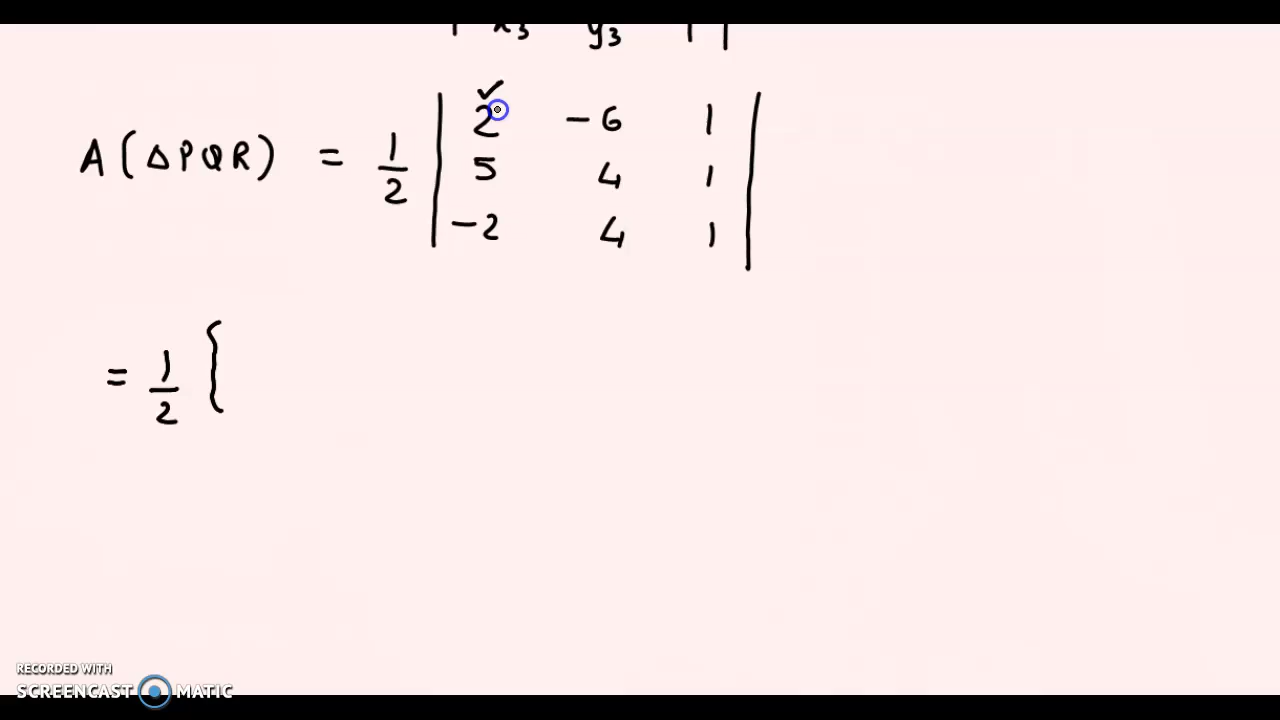 x₃ y₃ 1
A(ΔPQR) = 1/2 | 2 -6 1 |
| 5 4 1 |
| -2 4 1 |
= 1/2 {
RECORDED WITH
SCREENCAST MATIC